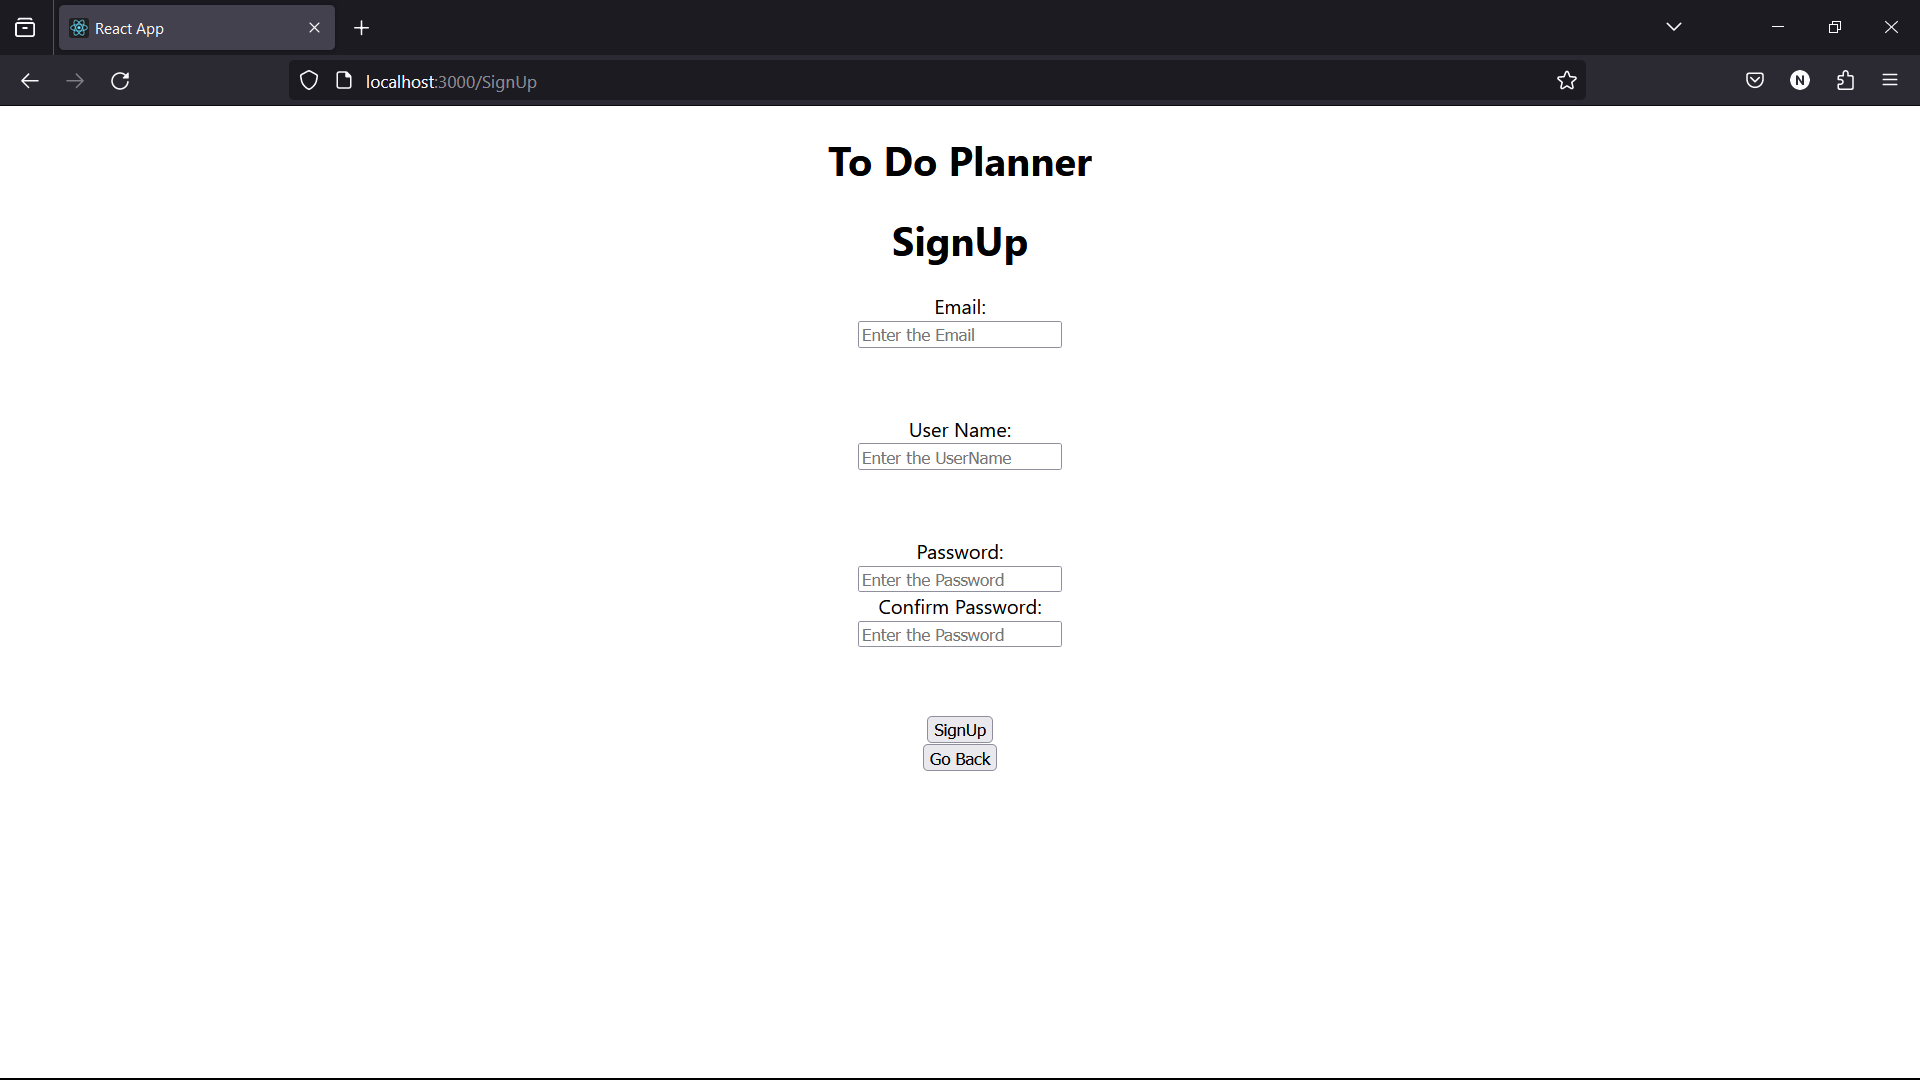 React App
localhost:3000/SignUp
N
To Do Planner
SignUp
Email:
Enter the Email
User Name:
Enter the UserName
Password:
Enter the Password
Confirm Password:
Enter the Password
SignUp
Go Back